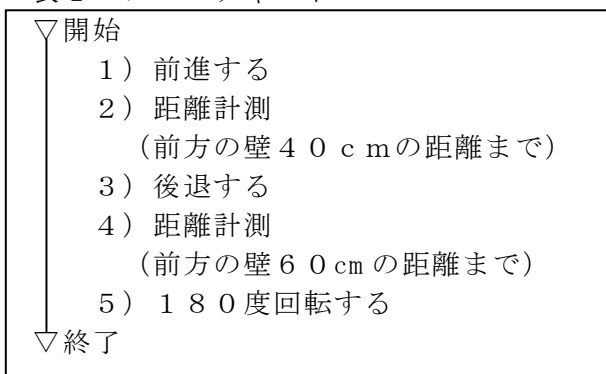 ▽開始
1）前進する
2）距離計測
（前方の壁40cmの距離まで）
3）後退する
4）距離計測
（前方の壁60cmの距離まで）
5）180度回転する
▽終了